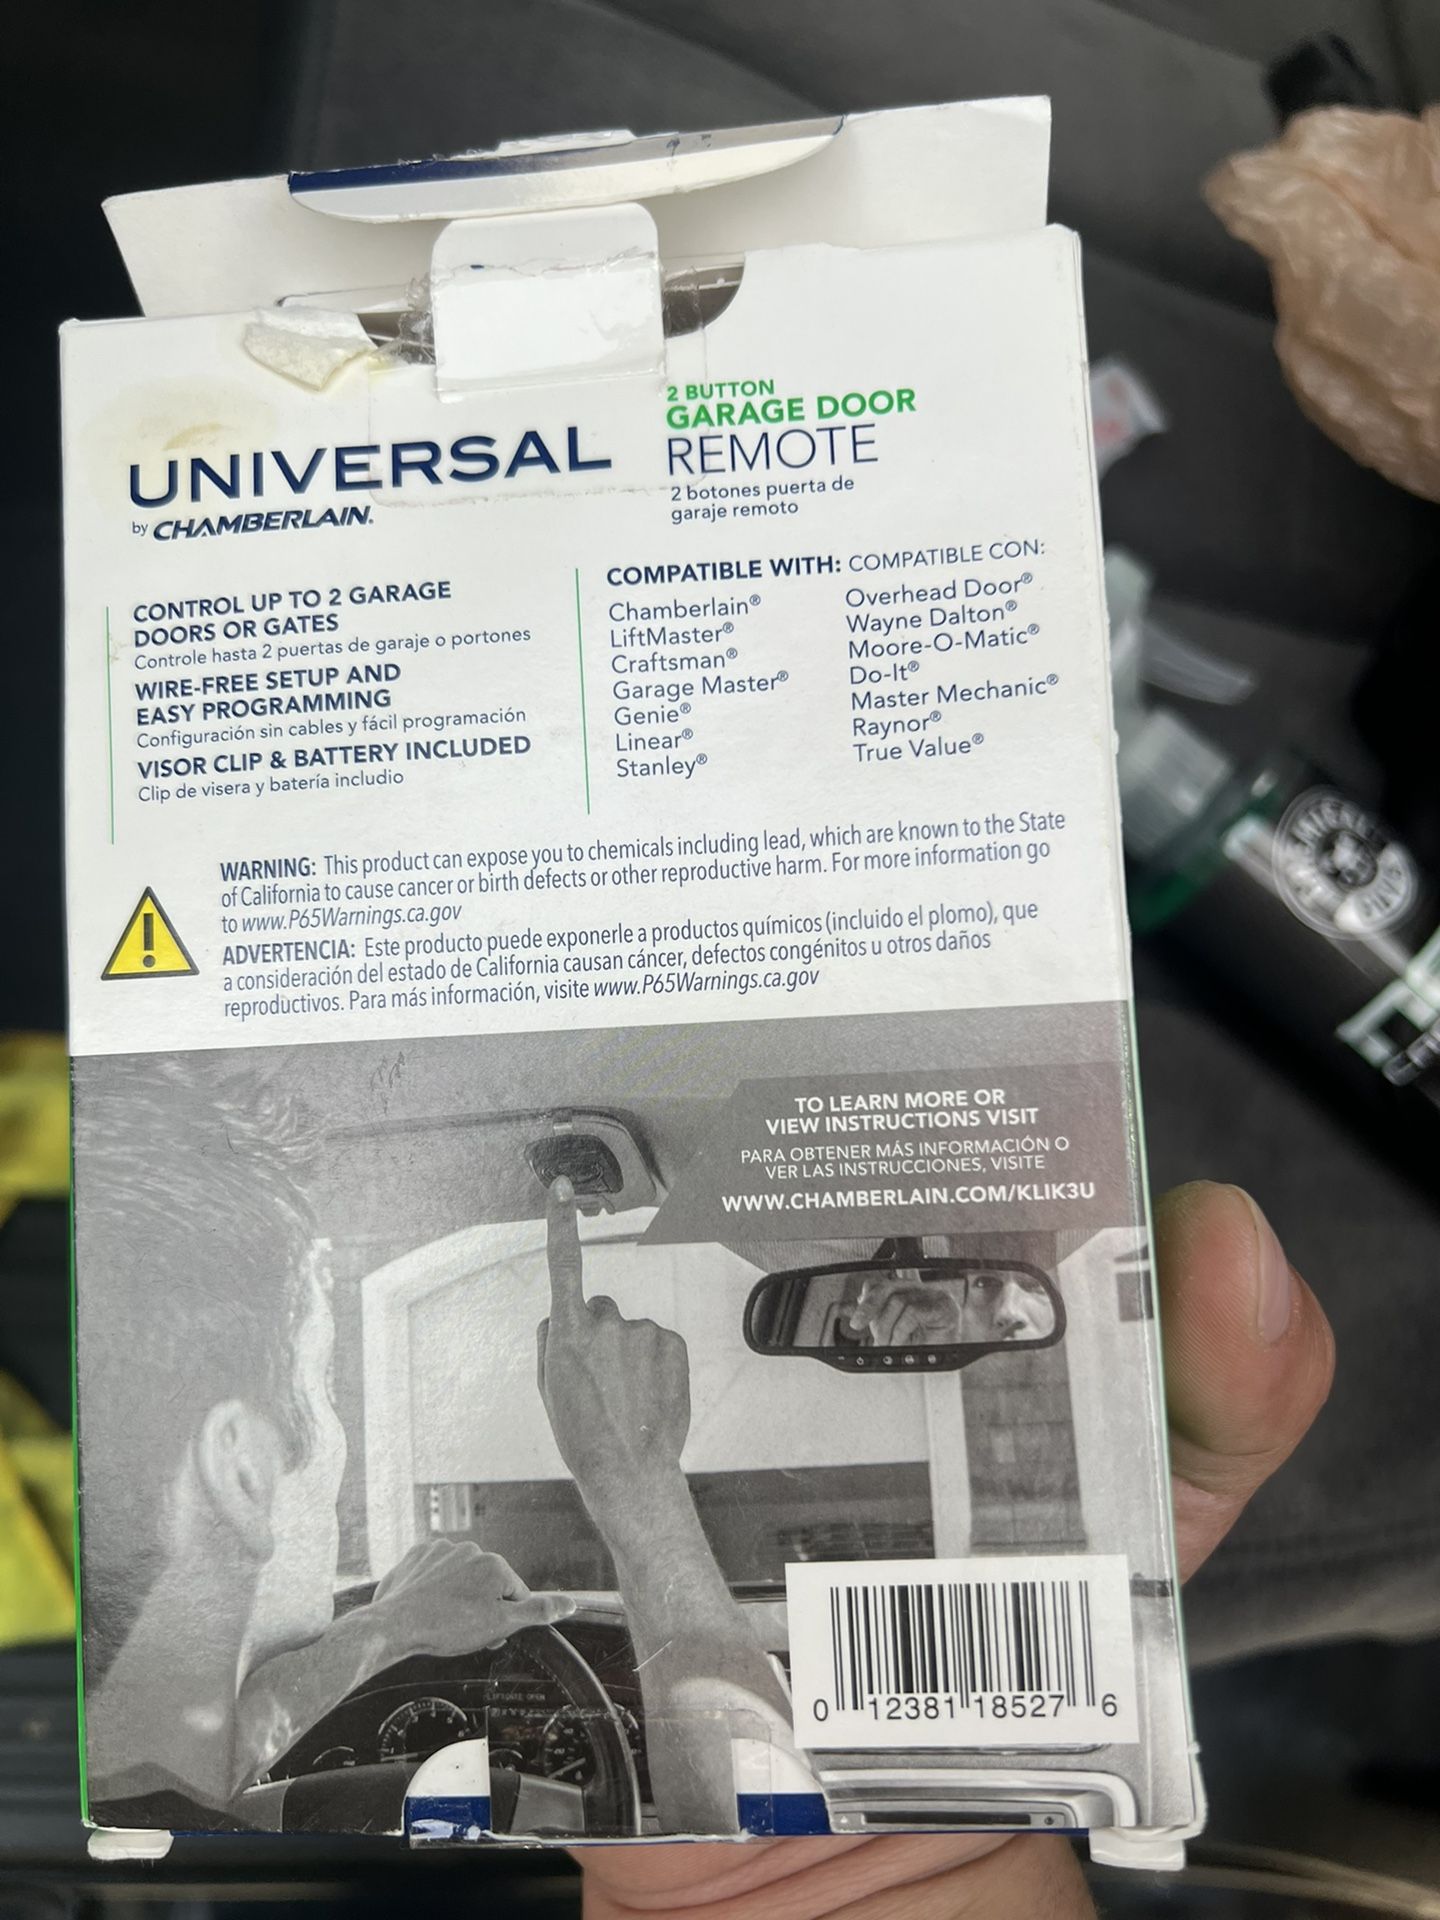 UNIVERSAL
by CHAMBERLAIN.
2 BUTTON
GARAGE DOOR
REMOTE
2 botones puerta de
garaje remoto
CONTROL UP TO 2 GARAGE
DOORS OR GATES
Controle hasta 2 puertas de garaje o portones
WIRE-FREE SETUP AND
EASY PROGRAMMING
Configuración sin cables y fácil programación
VISOR CLIP & BATTERY INCLUDED
Clip de visera y batería includio
COMPATIBLE WITH: COMPATIBLE CON:
Chamberlain®
LiftMaster®
Craftsman®
Garage Master®
Genie®
Linear®
Stanley®
Overhead Door®
Wayne Dalton®
Moore-O-Matic®
Do-It®
Master Mechanic®
Raynor®
True Value®
WARNING: This product can expose you to chemicals including lead, which are known to the State
of California to cause cancer or birth defects or other reproductive harm. For more information go
to www.P65Warnings.ca.gov
ADVERTENCIA: Este producto puede exponerle a productos químicos (incluido el plomo), que
a consideración del estado de California causan cáncer, defectos congénitos u otros daños
reproductivos. Para más información, visite www.P65Warnings.ca.gov
TO LEARN MORE OR
VIEW INSTRUCTIONS VISIT
PARA OBTENER MÁS INFORMACIÓN O
VER LAS INSTRUCCIONES, VISITE
WWW.CHAMBERLAIN.COM/KLIK3U
0 12381 18527 6